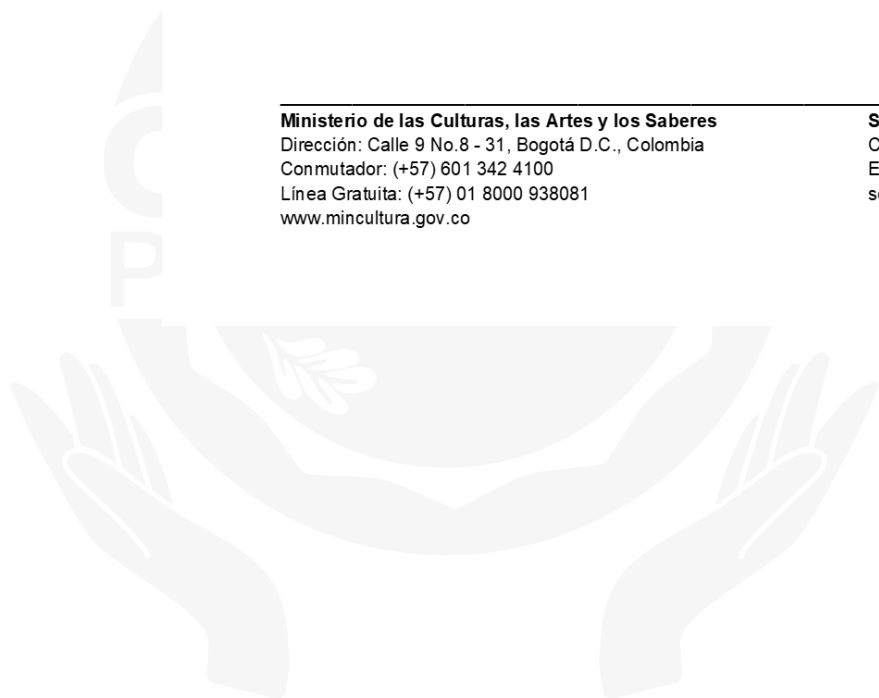 Ministerio de las Culturas, las Artes y los Saberes
Dirección: Calle 9 No.8 - 31, Bogotá D.C., Colombia
Conmutador: (+57) 601 342 4100
Línea Gratuita: (+57) 01 8000 938081
www.mincultura.gov.co